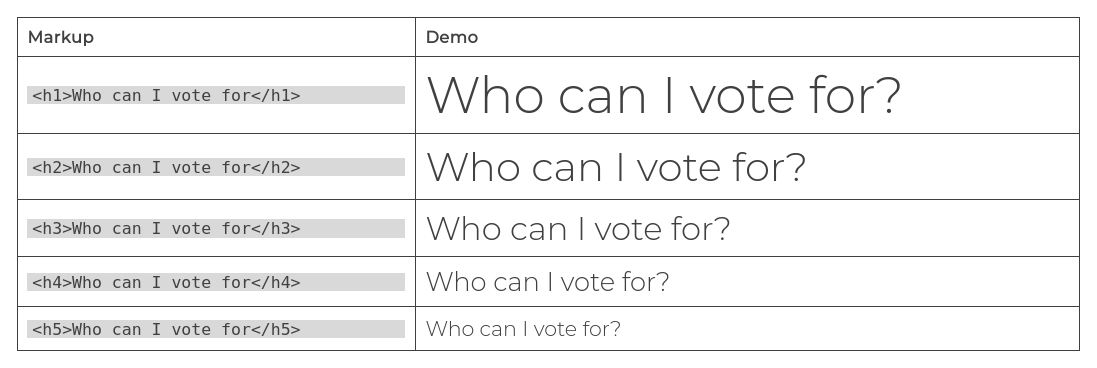 Markup Demo
<h1>Who can I vote for</h1> Who can I vote for?
<h2>Who can I vote for</h2> Who can I vote for?
<h3>Who can I vote for</h3> Who can I vote for?
<h4>Who can I vote for</h4> Who can I vote for?
<h5>Who can I vote for</h5> Who can I vote for?